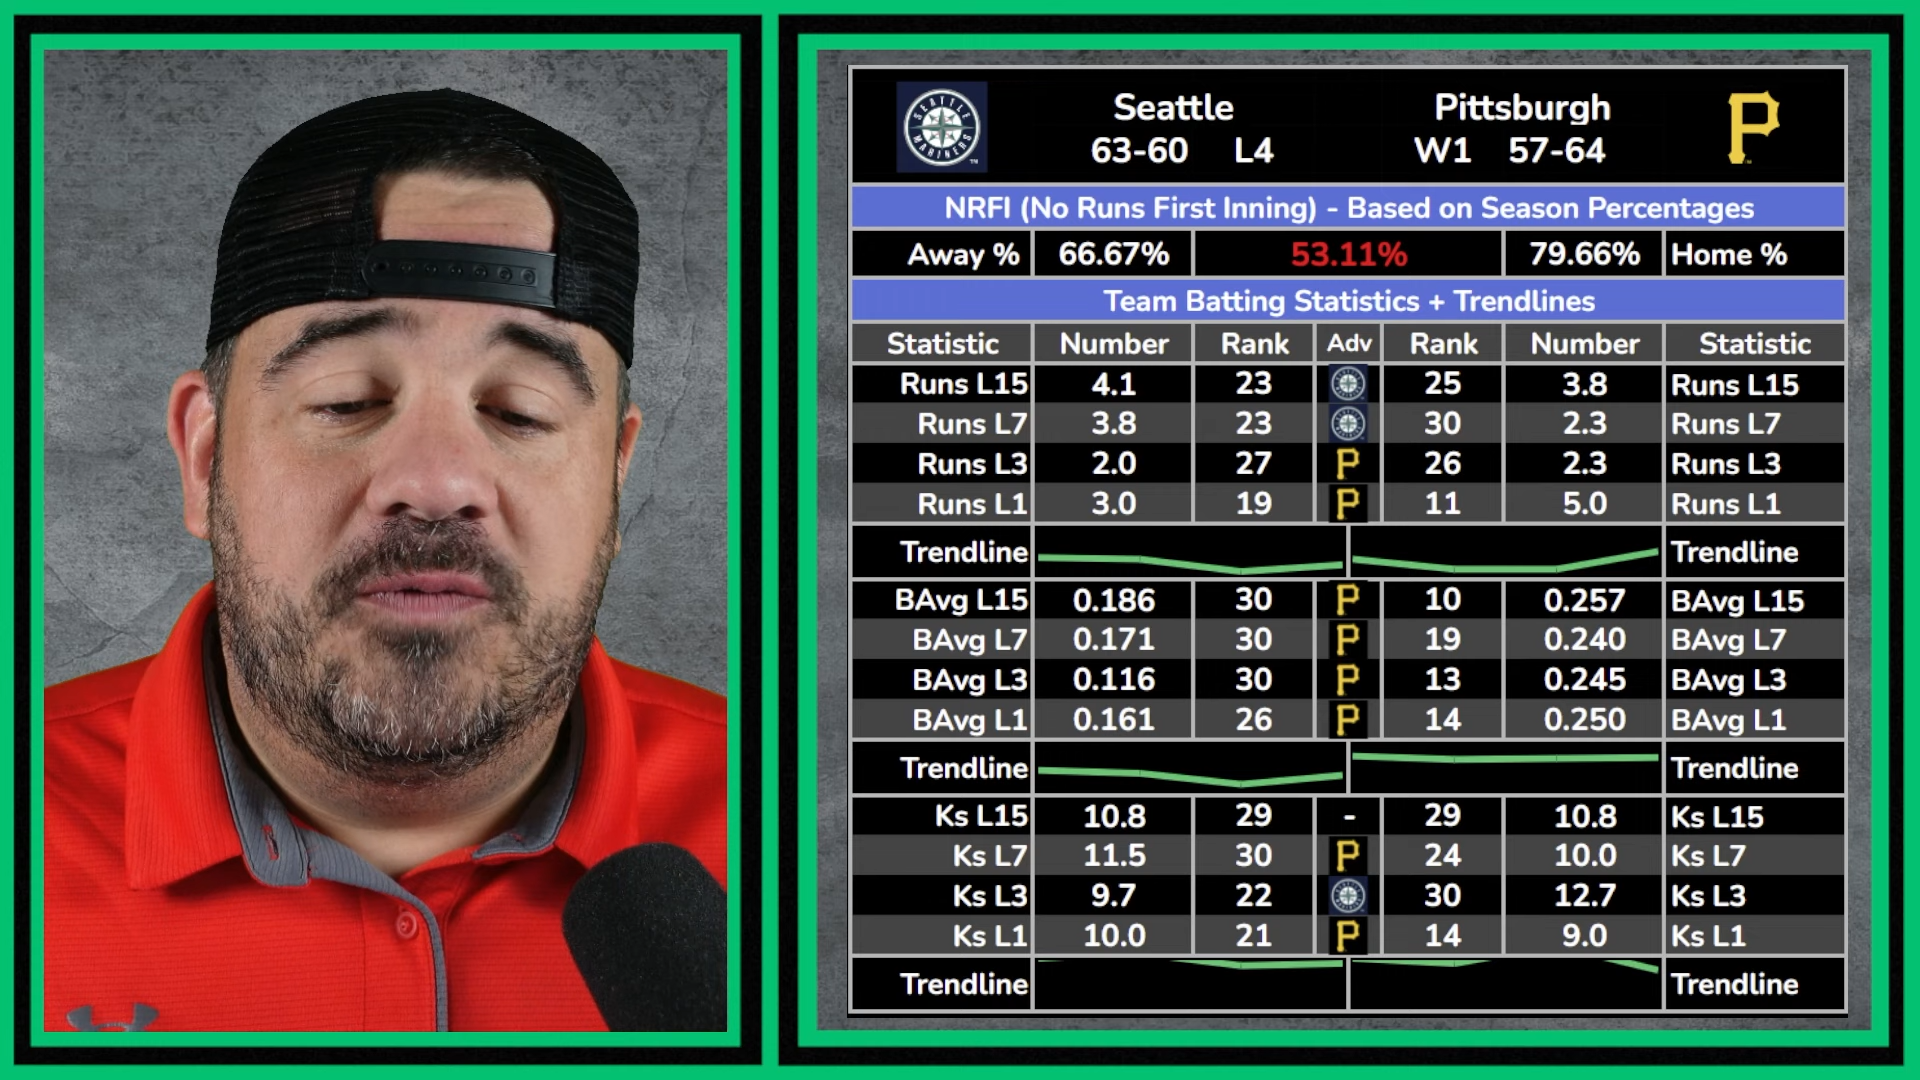 Seattle Pittsburgh
63-60 L4 W1 57-64
SEATTLE MARINERS
P
NRFI (No Runs First Inning) - Based on Season Percentages
Away % 66.67% 53.11% 79.66% Home %
Team Batting Statistics + Trendlines
Statistic Number Rank Adv Rank Number Statistic
Runs L15 4.1 23 25 3.8 Runs L15
Runs L7 3.8 23 30 2.3 Runs L7
Runs L3 2.0 27 P 26 2.3 Runs L3
Runs L1 3.0 19 P 11 5.0 Runs L1
Trendline Trendline
BAvg L15 0.186 30 P 10 0.257 BAvg L15
BAvg L7 0.171 30 P 19 0.240 BAvg L7
BAvg L3 0.116 30 P 13 0.245 BAvg L3
BAvg L1 0.161 26 P 14 0.250 BAvg L1
Trendline Trendline
Ks L15 10.8 29 - 29 10.8 Ks L15
Ks L7 11.5 30 P 24 10.0 Ks L7
Ks L3 9.7 22 30 12.7 Ks L3
Ks L1 10.0 21 P 14 9.0 Ks L1
Trendline Trendline